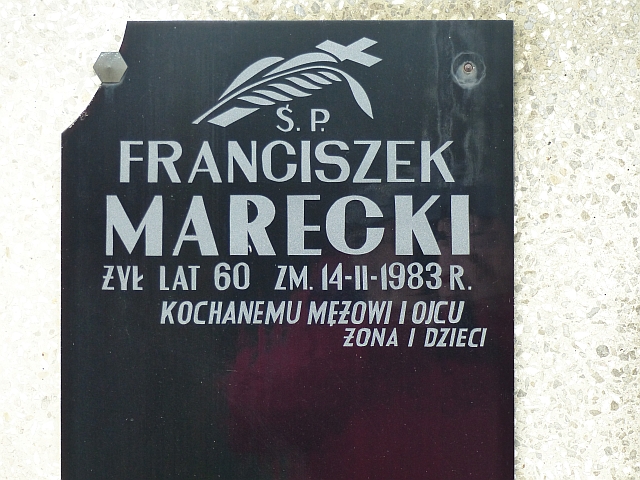 Ś.P.
FRANCISZEK
MARECKI
ŻYŁ LAT 60 ZM. 14-II-1983 R.
KOCHANEMU MĘŻOWI I OJCU
ŻONA I DZIECI